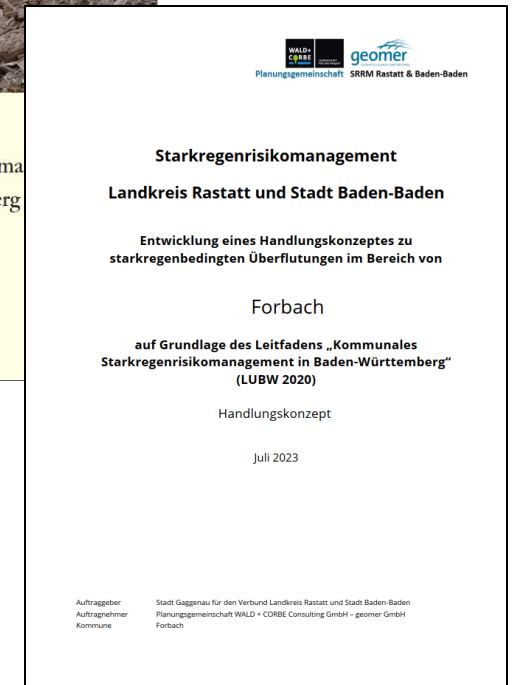 ma
erg
WALD+
CORBE
geomer
Planungsgemeinschaft SRRM Rastatt & Baden-Baden
Starkregenrisikomanagement
Landkreis Rastatt und Stadt Baden-Baden
Entwicklung eines Handlungskonzeptes zu
starkregenbedingten Überflutungen im Bereich von
Forbach
auf Grundlage des Leitfadens „Kommunales
Starkregenrisikomanagement in Baden-Württemberg“
(LUBW 2020)
Handlungskonzept
Juli 2023
Auftraggeber Stadt Gaggenau für den Verbund Landkreis Rastatt und Stadt Baden-Baden
Auftragnehmer Planungsgemeinschaft WALD + CORBE Consulting GmbH – geomer GmbH
Kommune Forbach